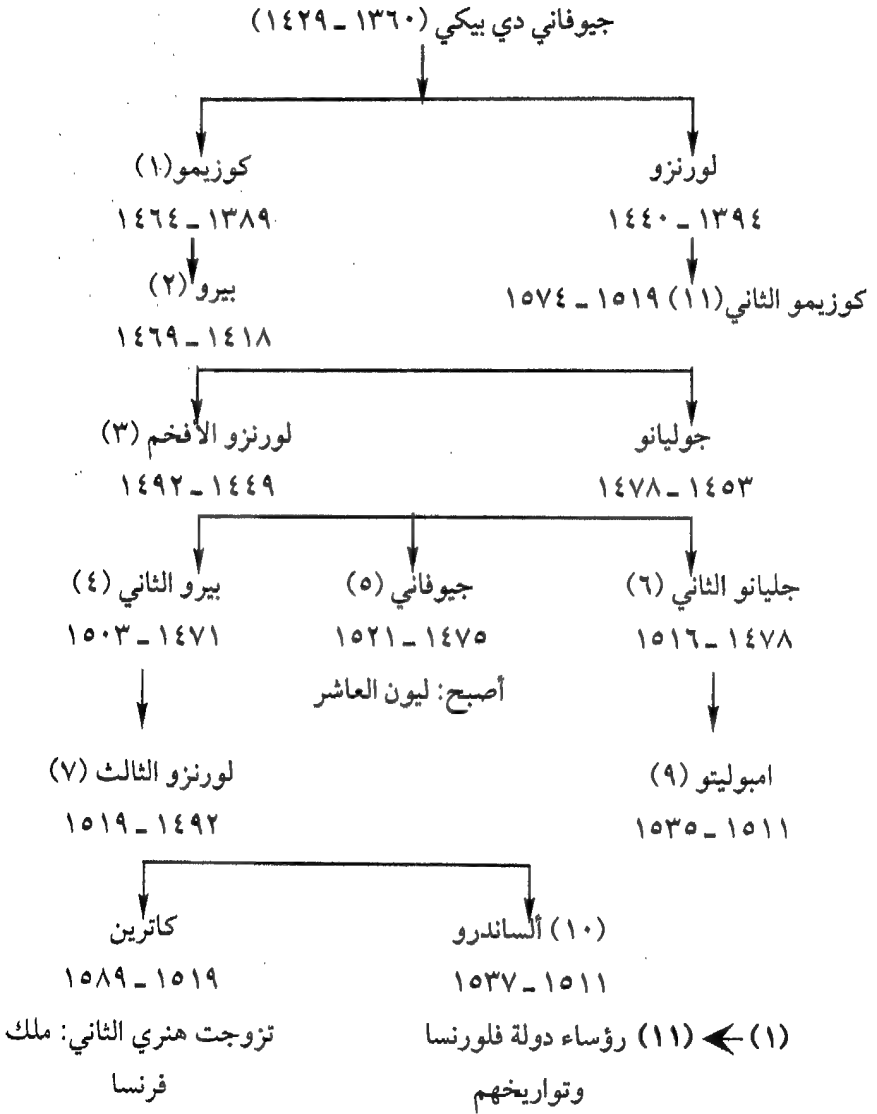 جيوفاني دي بيكي (١٣٦٠ ـ ١٤٢٩)
لورنزو
١٣٩٤ ـ ١٤٤٠
كوزيمو (١)
١٣٨٩ ـ ١٤٦٤
كوزيمو الثاني (١١) ١٥١٩ ـ ١٥٧٤
بيرو (٢)
١٤١٨ ـ ١٤٦٩
جوليانو
١٤٥٣ ـ ١٤٧٨
لورنزو الأفخم (٣)
١٤٤٩ ـ ١٤٩٢
جليانو الثاني (٦)
١٤٧٨ ـ ١٥١٦
جيوفاني (٥)
١٤٧٥ ـ ١٥٢١
أصبح: ليون العاشر
بيرو الثاني (٤)
١٤٧١ ـ ١٥٠٣
امبوليتو (٩)
١٥١١ ـ ١٥٣٥
لورنزو الثالث (٧)
١٤٩٢ ـ ١٥١٩
(١٠) ألساندرو
١٥١١ ـ ١٥٣٧
كاترين
١٥١٩ ـ ١٥٨٩
تزوجت هنري الثاني: ملك
فرنسا
(١) ← (١١) رؤساء دولة فلورنسا
وتواريخهم